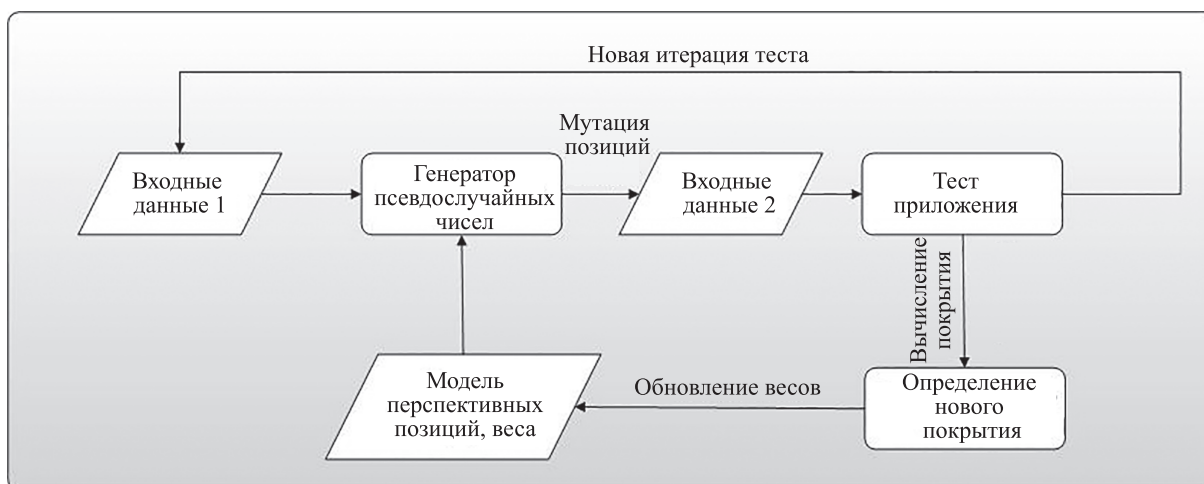 Новая итерация теста
Мутация
позиций
Входные
данные 1
Генератор
псевдослучайных
чисел
Входные
данные 2
Тест
приложения
Вычисление
покрытия
Модель
перспективных
позиций, веса
Обновление весов
Определение
нового
покрытия